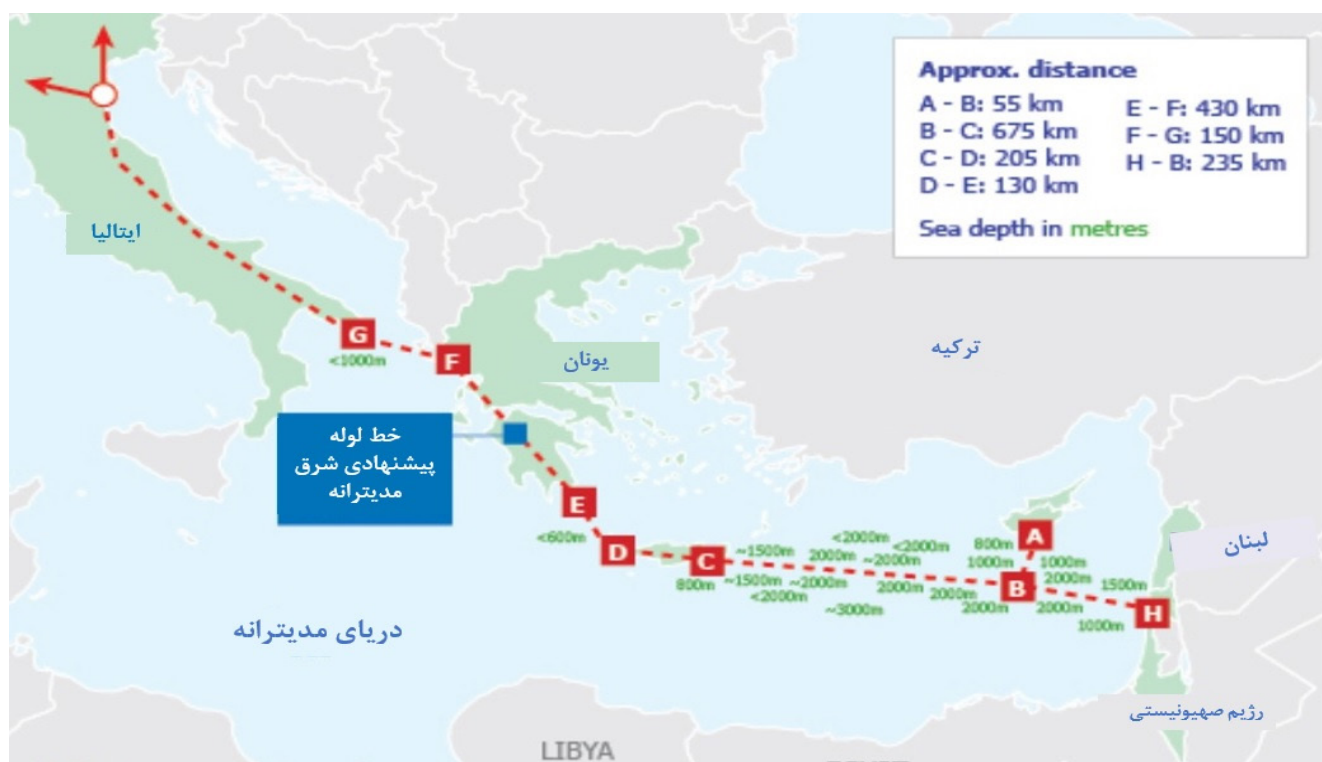 Approx. distance
A - B: 55 km
B - C: 675 km
C - D: 205 km
D - E: 130 km
E - F: 430 km
F - G: 150 km
H - B: 235 km
Sea depth in metres
ایتالیا
یونان
ترکیه
لبنان
G
<1000m
F
خط لوله
پیشنهادی شرق
مدیترانه
E
<600m
D
C
800m
~1500m
2000m
<2000m
~2000m
<2000m
~1500m
<2000m
~2000m
~3000m
2000m
2000m
2000m
800m
1000m
A
1000m
2000m
B
2000m
1500m
1000m
H
دریای مدیترانه
رژیم صهیونیستی
LIBYA